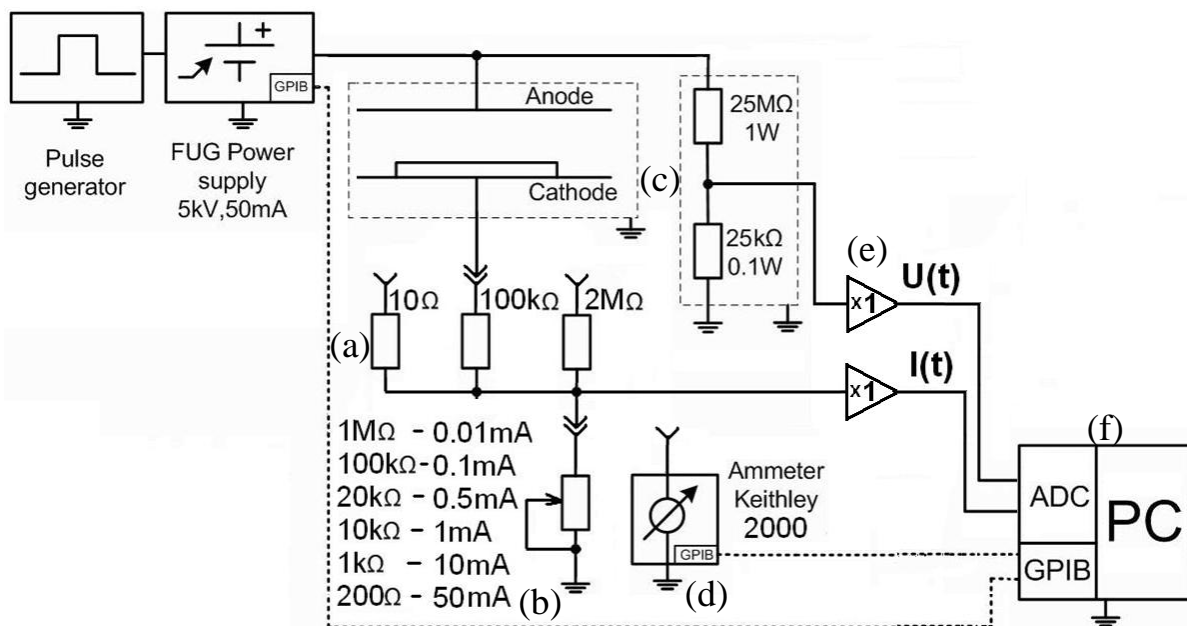 +
GPIB
Pulse
generator
FUG Power
supply
5kV,50mA
Anode
Cathode
(c)
25MΩ
1W
25kΩ
0.1W
(e)
x1
U(t)
10Ω
100kΩ
2MΩ
(a)
x1
I(t)
1MΩ - 0.01mA
100kΩ - 0.1mA
20kΩ - 0.5mA
10kΩ - 1mA
1kΩ - 10mA
200Ω - 50mA
(b)
Ammeter
Keithley
2000
GPIB
(d)
(f)
ADC
GPIB
PC